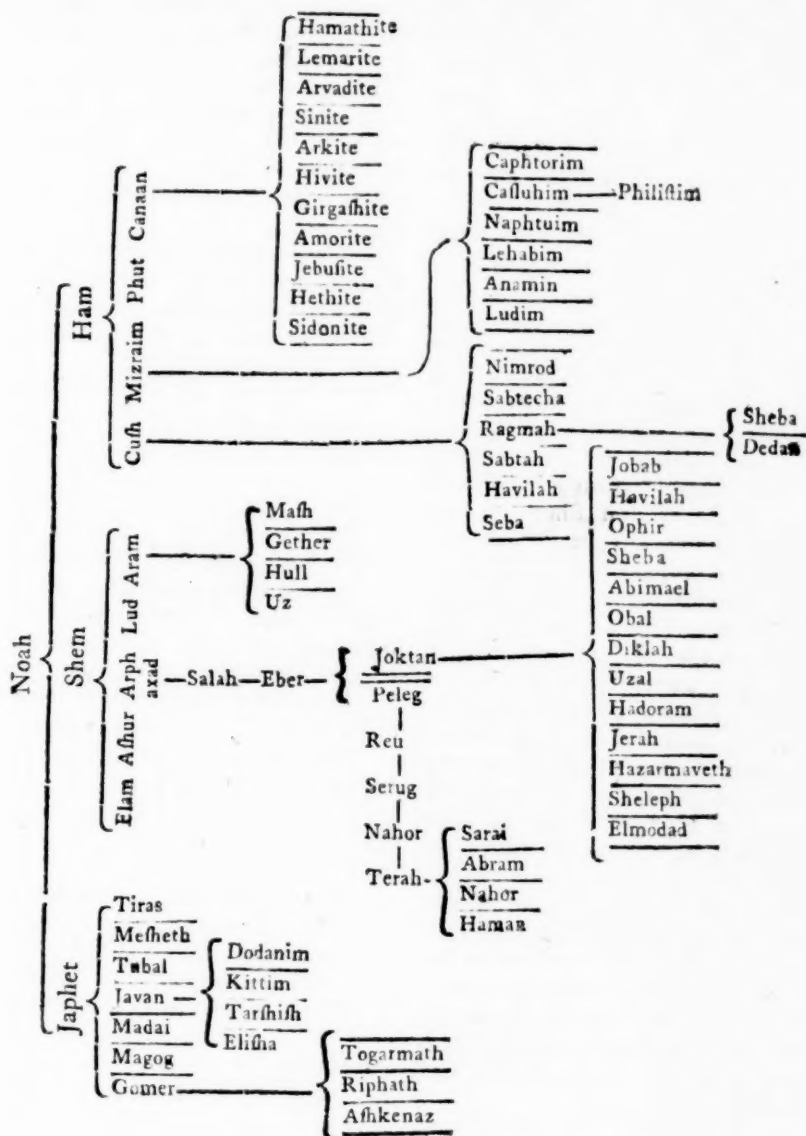 Noah
Ham
Canaan
Phut
Mizraim
Cuſh
Hamathite
Lemarite
Arvadite
Sinite
Arkite
Hivite
Girgaſhite
Amorite
Jebuſite
Hethite
Sidonite
Caphtorim
Caſluhim
Philiſtim
Naphtuim
Lehabim
Anamin
Ludim
Nimrod
Sabtecha
Ragmah
Sabtah
Havilah
Seba
Sheba
Dedan
Shem
Aram
Lud
Arph
axad
Aſhur
Elam
Maſh
Gether
Hull
Uz
Salah
Eber
Joktan
Peleg
Reu
Serug
Nahor
Terah
Sarai
Abram
Nahor
Haman
Jobab
Havilah
Ophir
Sheba
Abimael
Obal
Diklah
Uzal
Hadoram
Jerah
Hazarmaveth
Sheleph
Elmodad
Japhet
Tiras
Meſheth
Tubal
Javan
Madai
Magog
Gomer
Dodanim
Kittim
Tarſhiſh
Eliſha
Togarmath
Riphath
Aſhkenaz